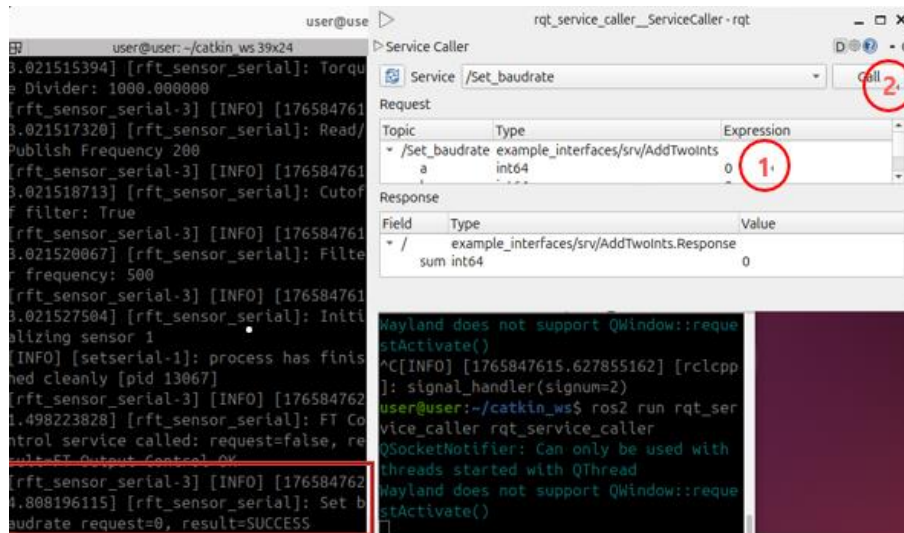 user@use
user@user: ~/catkin_ws 39x24
3.021515394] [rft_sensor_serial]: Torqu
e Divider: 1000.000000
[rft_sensor_serial-3] [INFO] [176584761
3.021517320] [rft_sensor_serial]: Read/
Publish Frequency 200
[rft_sensor_serial-3] [INFO] [176584761
3.021518713] [rft_sensor_serial]: Cutof
f filter: True
[rft_sensor_serial-3] [INFO] [176584761
3.021520067] [rft_sensor_serial]: Filte
r frequency: 500
[rft_sensor_serial-3] [INFO] [176584761
3.021527504] [rft_sensor_serial]: Initi
alizing sensor 1
[INFO] [setserial-1]: process has finis
hed cleanly [pid 13067]
[rft_sensor_serial-3] [INFO] [176584762
1.498223828] [rft_sensor_serial]: FT Co
ntrol service called: request=false, re
sult=FT Output Control OK
[rft_sensor_serial-3] [INFO] [176584762
4.808196115] [rft_sensor_serial]: Set b
audrate request=0, result=SUCCESS
rqt_service_caller__ServiceCaller - rqt
Service Caller
Service /Set_baudrate Call
2
Request
Topic Type Expression
/Set_baudrate example_interfaces/srv/AddTwoInts
a int64 0
1
Response
Field Type Value
/ example_interfaces/srv/AddTwoInts.Response
sum int64 0
Wayland does not support QWindow::reque
stActivate()
^C[INFO] [1765847615.627855162] [rclcpp
]: signal_handler(signum=2)
user@user:~/catkin_ws$ ros2 run rqt_ser
vice_caller rqt_service_caller
QSocketNotifier: Can only be used with
threads started with QThread
Wayland does not support QWindow::reque
stActivate()